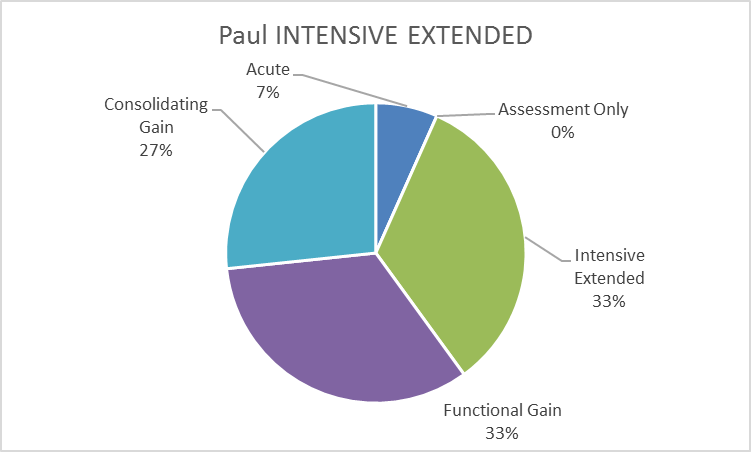 Paul INTENSIVE EXTENDED
Acute
7%
Assessment Only
0%
Intensive
Extended
33%
Functional Gain
33%
Consolidating
Gain
27%